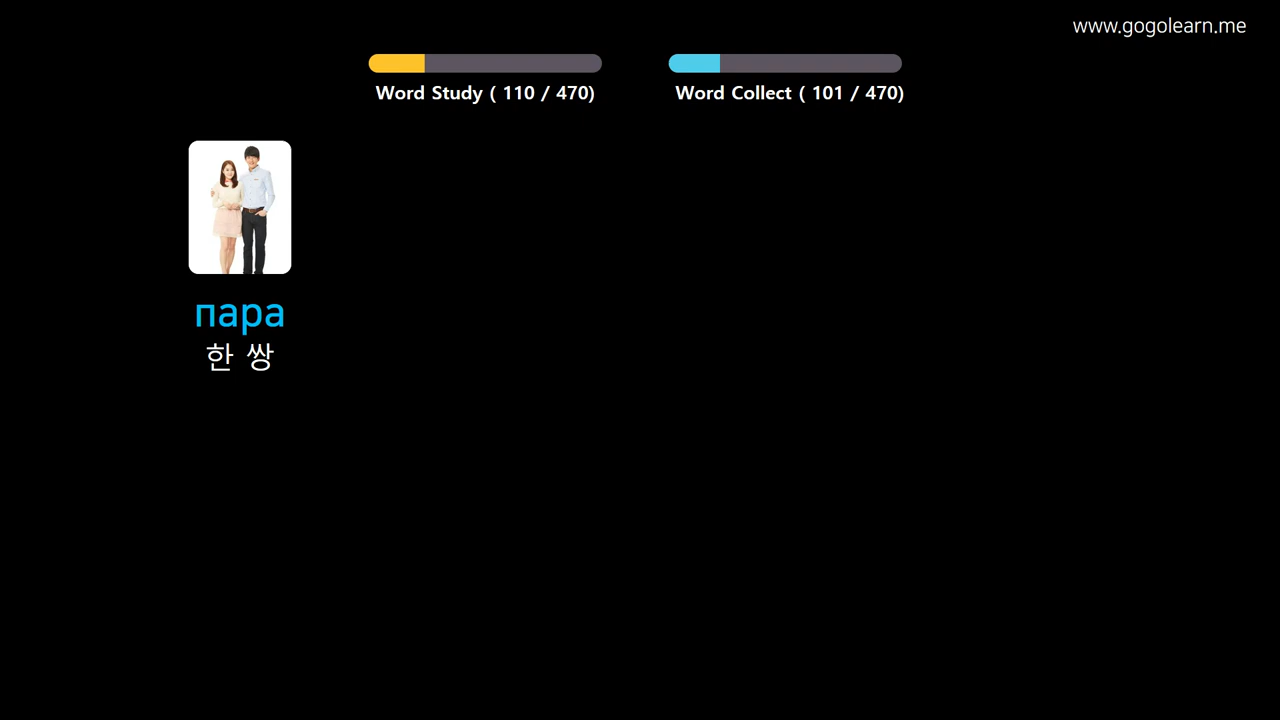 www.gogolearn.me
Word Study ( 110 / 470)
Word Collect ( 101 / 470)
пара
한 쌍